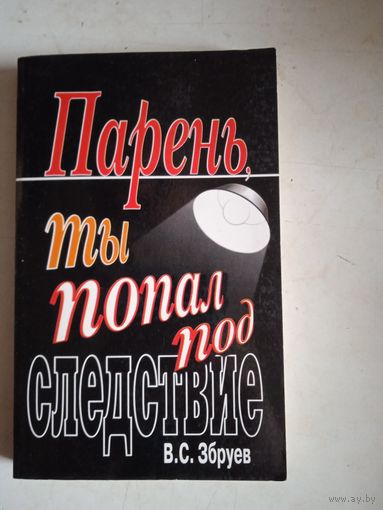 Парень,
ты
попал
под
следствие
В.С. Збруев
www.ay.by